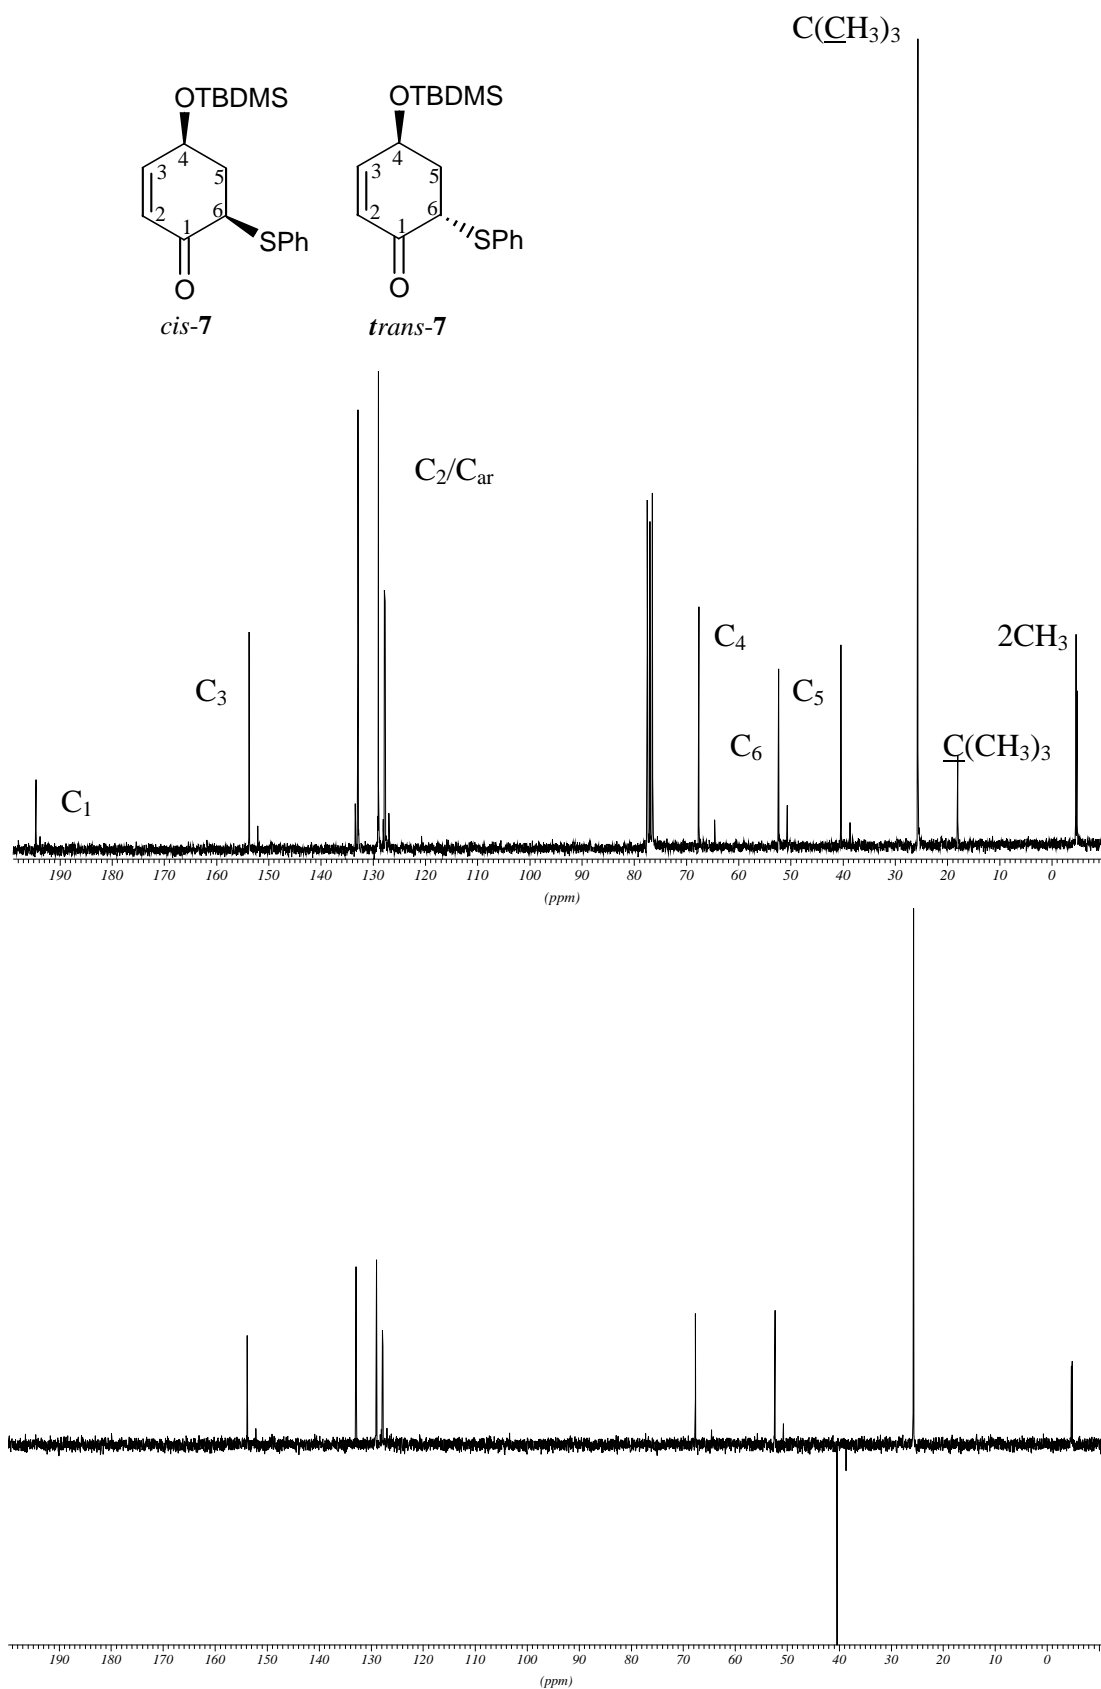 C(CH₃)₃
OTBDMS OTBDMS
4 4
3 5 3 5
2 6 2 6
1 1
SPh SPh
O O
cis-7 trans-7
C₂/Cₐᵣ
C₄ 2CH₃
C₃ C₅
C₆ C(CH₃)₃
C₁
190 180 170 160 150 140 130 120 110 100 90 80 70 60 50 40 30 20 10 0
(ppm)
190 180 170 160 150 140 130 120 110 100 90 80 70 60 50 40 30 20 10 0
(ppm)